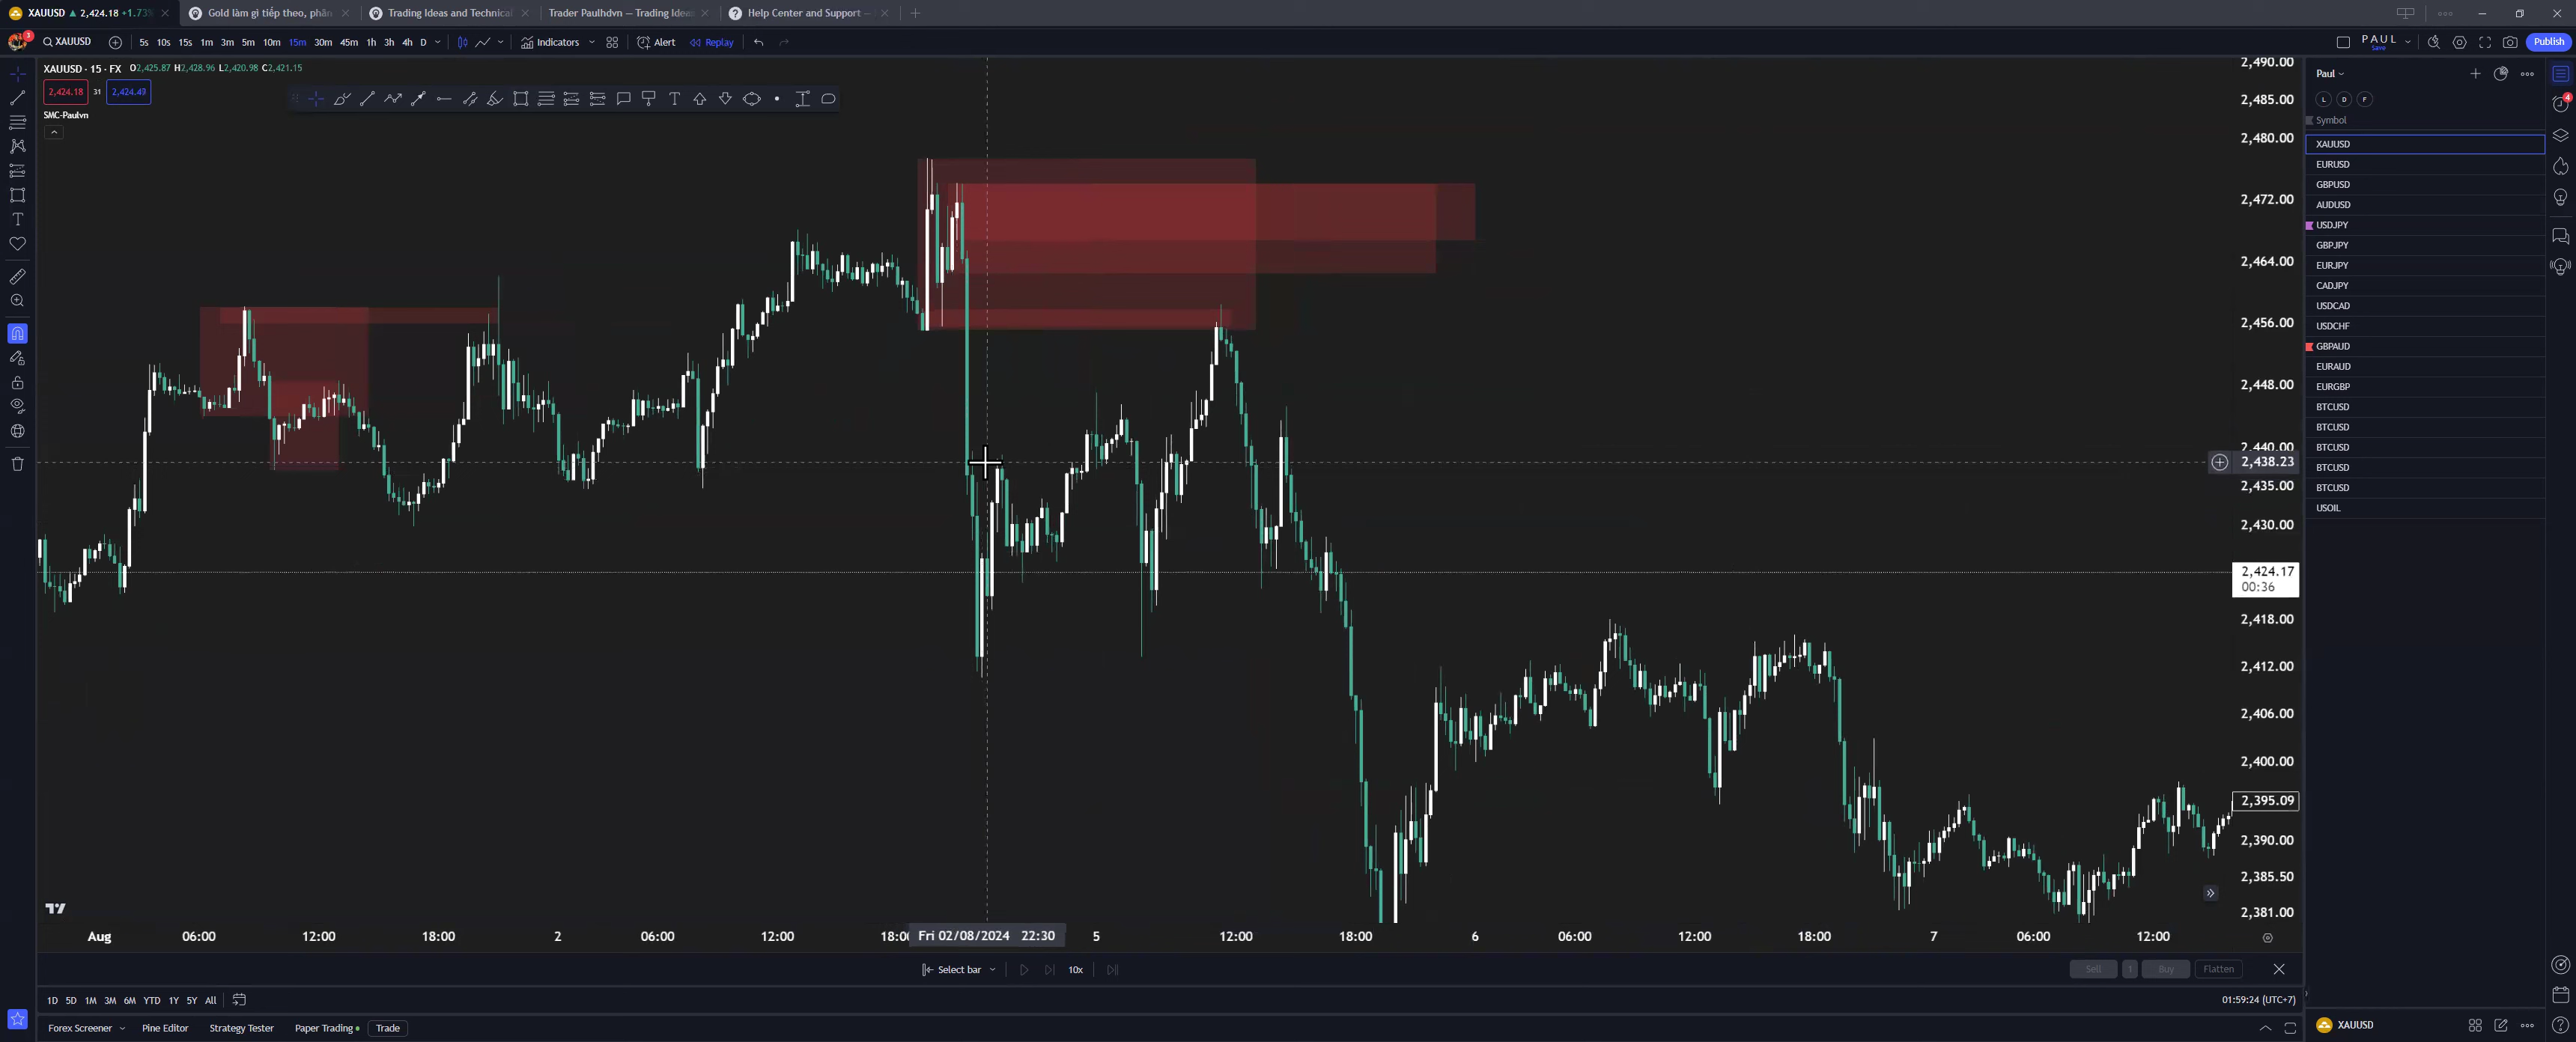 XAUUSD ▲ 2,424.18 +1.73%
Gold làm gì tiếp theo, phân
Trading Ideas and Technical
Trader Paulhdvn — Trading Ideas
Help Center and Support —
3
XAUUSD
5s 10s 15s 1m 3m 5m 10m 15m 30m 45m 1h 3h 4h D
Indicators
Alert
Replay
PAUL
Save
Publish
XAUUSD · 15 · FX O2,425.87 H2,428.96 L2,420.98 C2,421.15
2,424.18 31 2,424.49
SMC-Paulvn
2,490.00
2,485.00
2,480.00
2,472.00
2,464.00
2,456.00
2,448.00
2,440.00
2,438.23
2,435.00
2,430.00
2,424.17
00:36
2,418.00
2,412.00
2,406.00
2,400.00
2,395.09
2,390.00
2,385.50
2,381.00
Aug 06:00 12:00 18:00 2 06:00 12:00 18:00 Fri 02/08/2024 22:30 5 12:00 18:00 6 06:00 12:00 18:00 7 06:00 12:00
Select bar 10x
Sell 1 Buy Flatten
1D 5D 1M 3M 6M YTD 1Y 5Y All
01:59:24 (UTC+7)
Forex Screener Pine Editor Strategy Tester Paper Trading Trade
Paul
L D F
4
Symbol
XAUUSD
EURUSD
GBPUSD
AUDUSD
USDJPY
GBPJPY
EURJPY
CADJPY
USDCAD
USDCHF
GBPAUD
EURAUD
EURGBP
BTCUSD
BTCUSD
BTCUSD
BTCUSD
BTCUSD
USOIL
XAUUSD